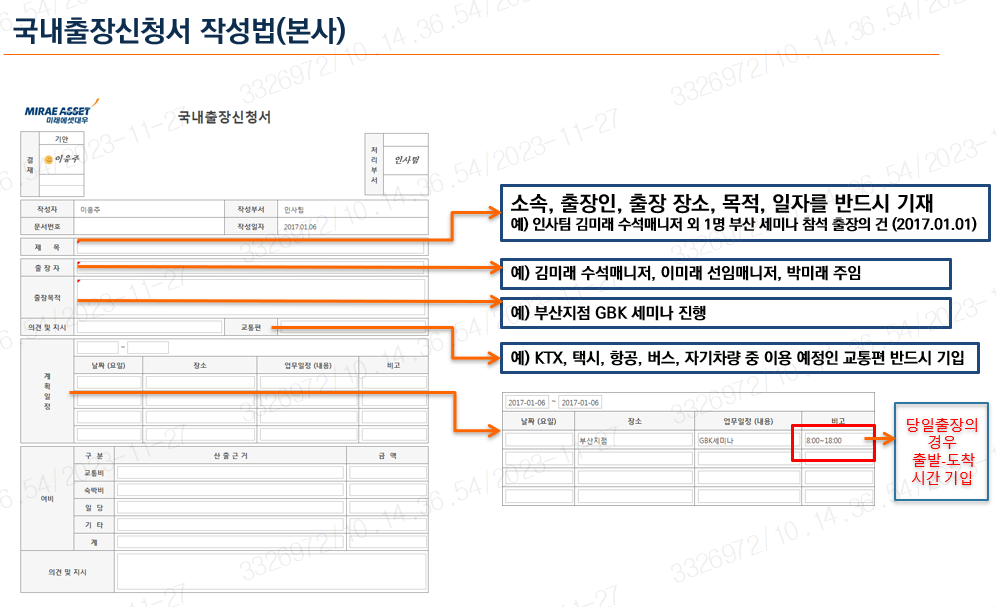 국내출장신청서 작성법(본사)
MIRAE ASSET
미래에셋대우
국내출장신청서
결재
기안
이용주
처리부서
인사팀
작성자 이용주 작성부서 인사팀
문서번호 작성일자 2017.01.06
제 목
출 장 자
출장목적
의견 및 지시 교통편
계획일정
~
날짜 (요일) 장소 업무일정 (내용) 비고
여비
구 분 산 출 근 거 금 액
교통비
숙박비
일 당
기 타
계
의견 및 지시
소속, 출장인, 출장 장소, 목적, 일자를 반드시 기재
예) 인사팀 김미래 수석매니저 외 1명 부산 세미나 참석 출장의 건 (2017.01.01)
예) 김미래 수석매니저, 이미래 선임매니저, 박미래 주임
예) 부산지점 GBK 세미나 진행
예) KTX, 택시, 항공, 버스, 자기차량 중 이용 예정인 교통편 반드시 기입
2017-01-06 ~ 2017-01-06
날짜 (요일) 장소 업무일정 (내용) 비고
부산지점 GBK세미나 8:00~18:00
당일출장의
경우
출발-도착
시간 기입
3326972/10.14.36.54/2023-11-27